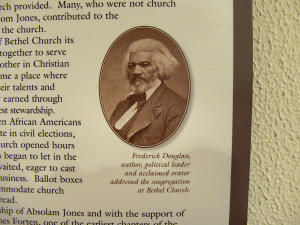 rch provided. Many, who were not church
om Jones, contributed to the
the church.
f Bethel Church its
together to serve
other in Christian
me a place where
eir talents and
earned through
est stewardship.
en African Americans
te in civil elections,
urch opened hours
s began to let in the
waited, eager to cast
usiness. Ballot boxes
mmodate church
read.
ship of Absolam Jones and with the support of
nes Forten, one of the earliest chapters of the
Frederick Douglass,
author, political leader
and acclaimed orator
addressed the congregation
at Bethel Church.